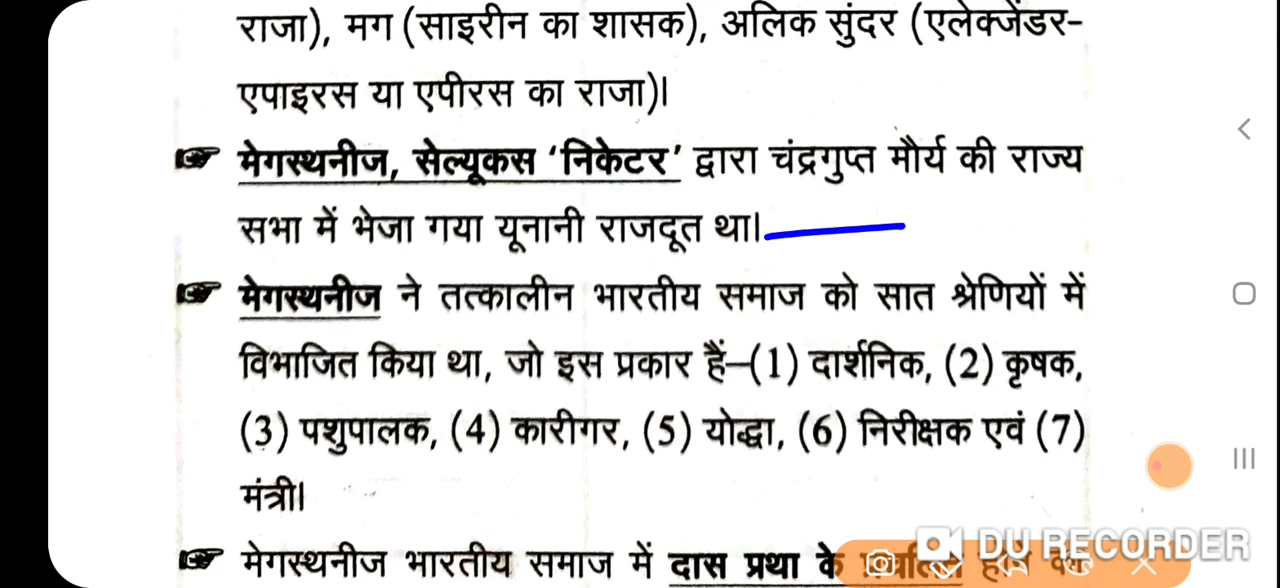 राजा), मग (साइरीन का शासक), अलिक सुंदर (एलेक्जेंडर–
एपाइरस या एपीरस का राजा)।
☞ मेगस्थनीज, सेल्यूकस ‘निकेटर’ द्वारा चंद्रगुप्त मौर्य की राज्य
सभा में भेजा गया यूनानी राजदूत था।
☞ मेगस्थनीज ने तत्कालीन भारतीय समाज को सात श्रेणियों में
विभाजित किया था, जो इस प्रकार हैं–(1) दार्शनिक, (2) कृषक,
(3) पशुपालक, (4) कारीगर, (5) योद्धा, (6) निरीक्षक एवं (7)
मंत्री।
☞ मेगस्थनीज भारतीय समाज में दास प्रथा के
DU RECORDER